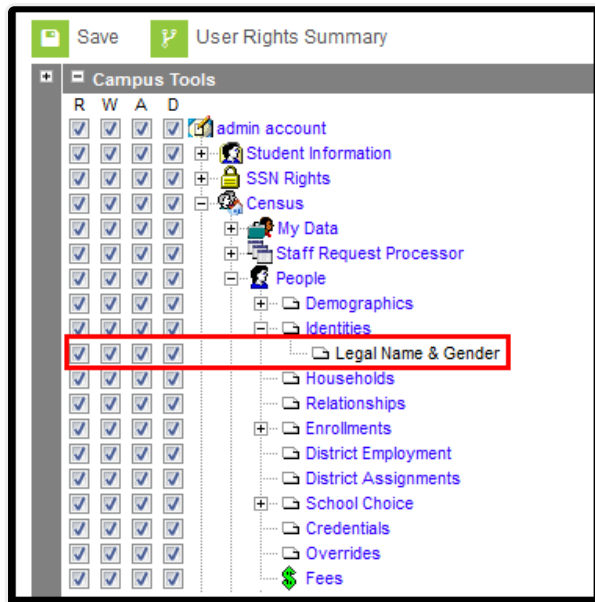 Save User Rights Summary
Campus Tools
R W A D
admin account
Student Information
SSN Rights
Census
My Data
Staff Request Processor
People
Demographics
Identities
Legal Name & Gender
Households
Relationships
Enrollments
District Employment
District Assignments
School Choice
Credentials
Overrides
Fees